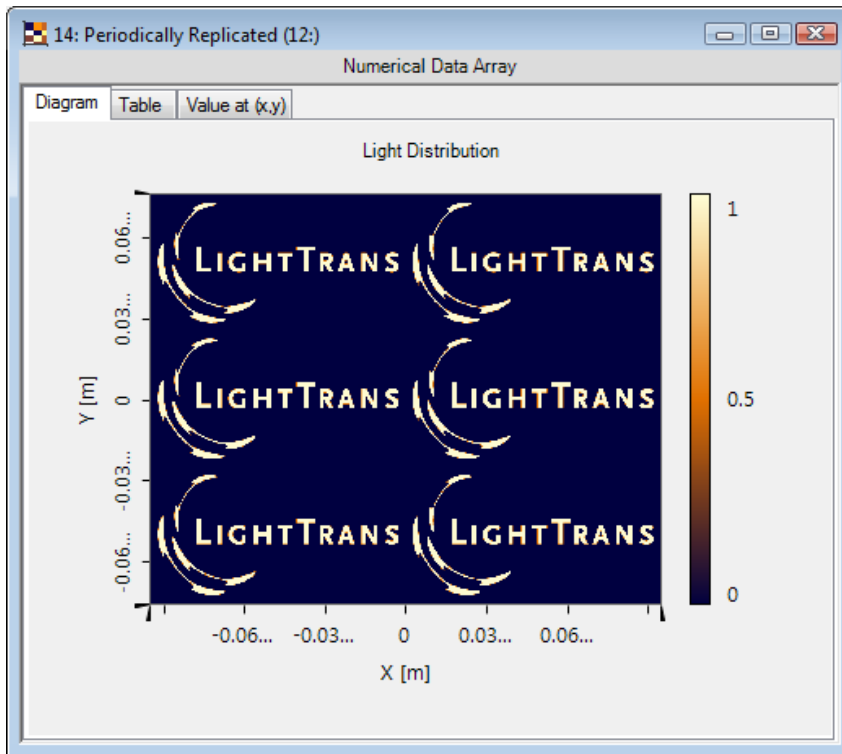 14: Periodically Replicated (12:)
Numerical Data Array
Diagram Table Value at (x,y)
Light Distribution
LIGHTTRANS LIGHTTRANS
LIGHTTRANS LIGHTTRANS
LIGHTTRANS LIGHTTRANS
Y [m]
0.06...
0.03...
0
-0.03...
-0.06...
-0.06... -0.03... 0 0.03... 0.06...
X [m]
1
0.5
0